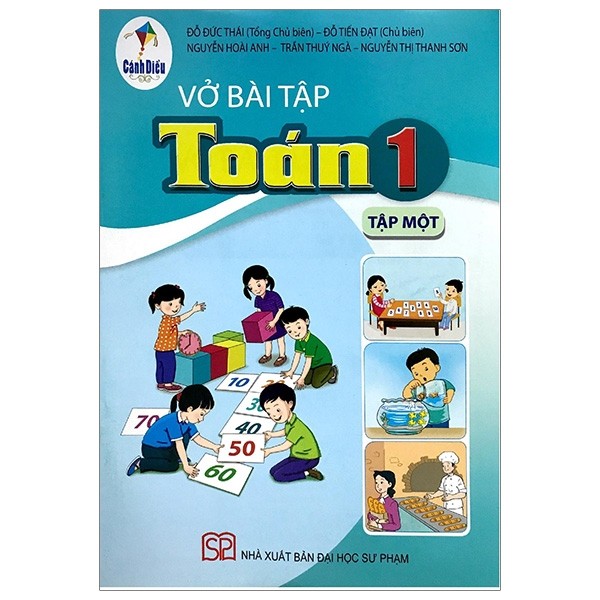 Cánh Diều
ĐỖ ĐỨC THÁI (Tổng Chủ biên) – ĐỖ TIẾN ĐẠT (Chủ biên)
NGUYỄN HOÀI ANH – TRẦN THUÝ NGÀ – NGUYỄN THỊ THANH SƠN
VỞ BÀI TẬP
Toán 1
TẬP MỘT
10
30
40
70
50
60
SP
NHÀ XUẤT BẢN ĐẠI HỌC SƯ PHẠM